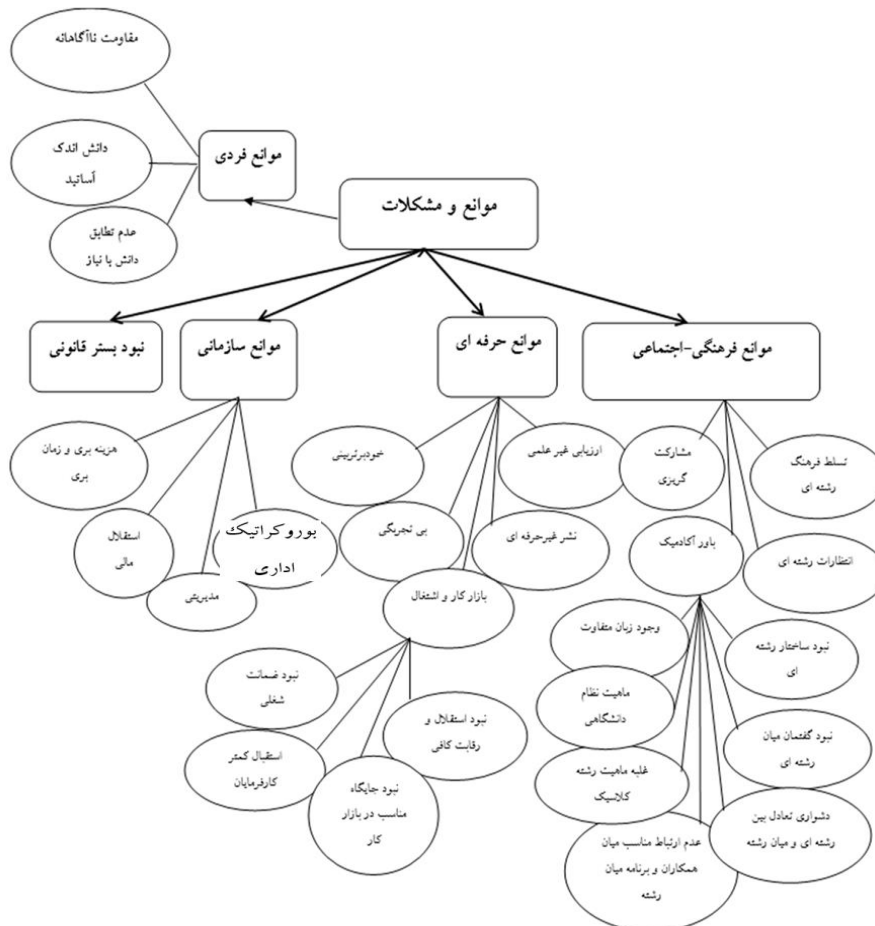 مقاومت ناآگاهانه
دانش اندک
آساتید
عدم تطابق
دانش با نیاز
موانع فردی
موانع و مشکلات
نبود بستر قانونی
موانع سازمانی
موانع حرفه ای
موانع فرهنگی-اجتماعی
هزینه بری و زمان
بری
استقلال
مالی
مدیریتی
بوروکراتیک
اداری
خودبرتربینی
بی تجربگی
ارزیابی غیر علمی
نشر غیرحرفه ای
بازار کار و اشتغال
نبود ضمانت
شغلی
استقبال کمتر
کارفرمایان
نبود جایگاه
مناسب در بازار
کار
نبود استقلال و
رقابت کافی
مشارکت
گریزی
تسلط فرهنگ
رشته ای
باور آکادمیک
انتظارات رشته ای
وجود زبان متفاوت
ماهیت نظام
دانشگاهی
غلبه ماهیت رشته
کلاسیک
عدم ارتباط مناسب میان
همکاران و برنامه میان
رشته
نبود ساختار رشته
ای
نبود گفتمان میان
رشته ای
دشواری تعادل بین
رشته ای و میان رشته